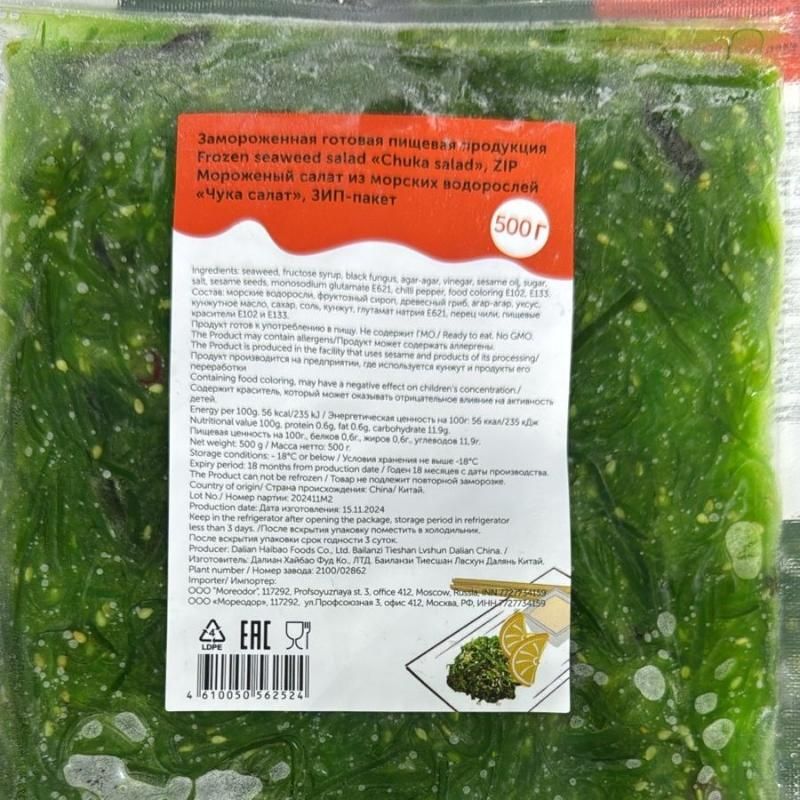 Замороженная готовая пищевая продукция
Frozen seaweed salad «Chuka salad», ZIP
Мороженый салат из морских водорослей
«Чука салат», ЗИП-пакет
500 г
Ingredients: seaweed, fructose syrup, black fungus, agar-agar, vinegar, sesame oil, sugar,
salt, sesame seeds, monosodium glutamate E621, chilli pepper, food coloring E102, E133.
Состав: морские водоросли, фруктозный сироп, древесный гриб, агар-агар, уксус,
кунжутное масло, сахар, соль, кунжут, глутамат натрия Е621, перец чили, пищевые
красители Е102 и Е133.
Продукт готов к употреблению в пищу. Не содержит ГМО / Ready to eat. No GMO.
The Product may contain allergens/Продукт может содержать аллергены.
The Product is produced in the facility that uses sesame and products of its processing/
Продукт производится на предприятии, где используется кунжут и продукты его
переработки
Containing food coloring, may have a negative effect on children's concentration./
Содержит краситель, который может оказывать отрицательное влияние на активность
детей.
Energy per 100g. 56 kcal/235 kJ / Энергетическая ценность на 100г: 56 ккал/235 кДж
Nutritional value 100g, protein 0.6g, fat 0.6g, carbohydrate 11.9g.
Пищевая ценность на 100г., белков 0,6г., жиров 0,6г., углеводов 11,9г.
Net weight: 500 g / Масса нетто: 500 г.
Storage conditions: - 18°C or below / Условия хранения не выше -18°C
Expiry period: 18 months from production date / Годен 18 месяцев с даты производства.
The Product can not be refrozen / Товар не подлежит повторной заморозке.
Country of origin/ Страна происхождения: China/ Китай.
Lot No./ Номер партии: 202411M2
Production date: Дата изготовления: 15.11.2024
Keep in the refrigerator after opening the package, storage period in refrigerator
less than 3 days. /После вскрытия упаковки поместить в холодильник.
После вскрытия упаковки срок годности 3 суток.
Producer: Dalian Haibao Foods Co., Ltd. Bailanzi Tieshan Lvshun Dalian China. /
Изготовитель: Далиан Хайбао Фуд Ко., ЛТД. Баиланзи Тиесшан Ласхун Далянь Китай.
Plant number / Номер завода: 2100/02862
Importer/ Импортер:
ООО "Moreodor", 117292, Profsoyuznaya st. 3, office 412, Moscow, Russia, INN 7727734159
ООО «Мореодор», 117292, ул.Профсоюзная 3, офис 412, Москва, РФ, ИНН 7727734159
4
LDPE
EAC
4 610050 562524